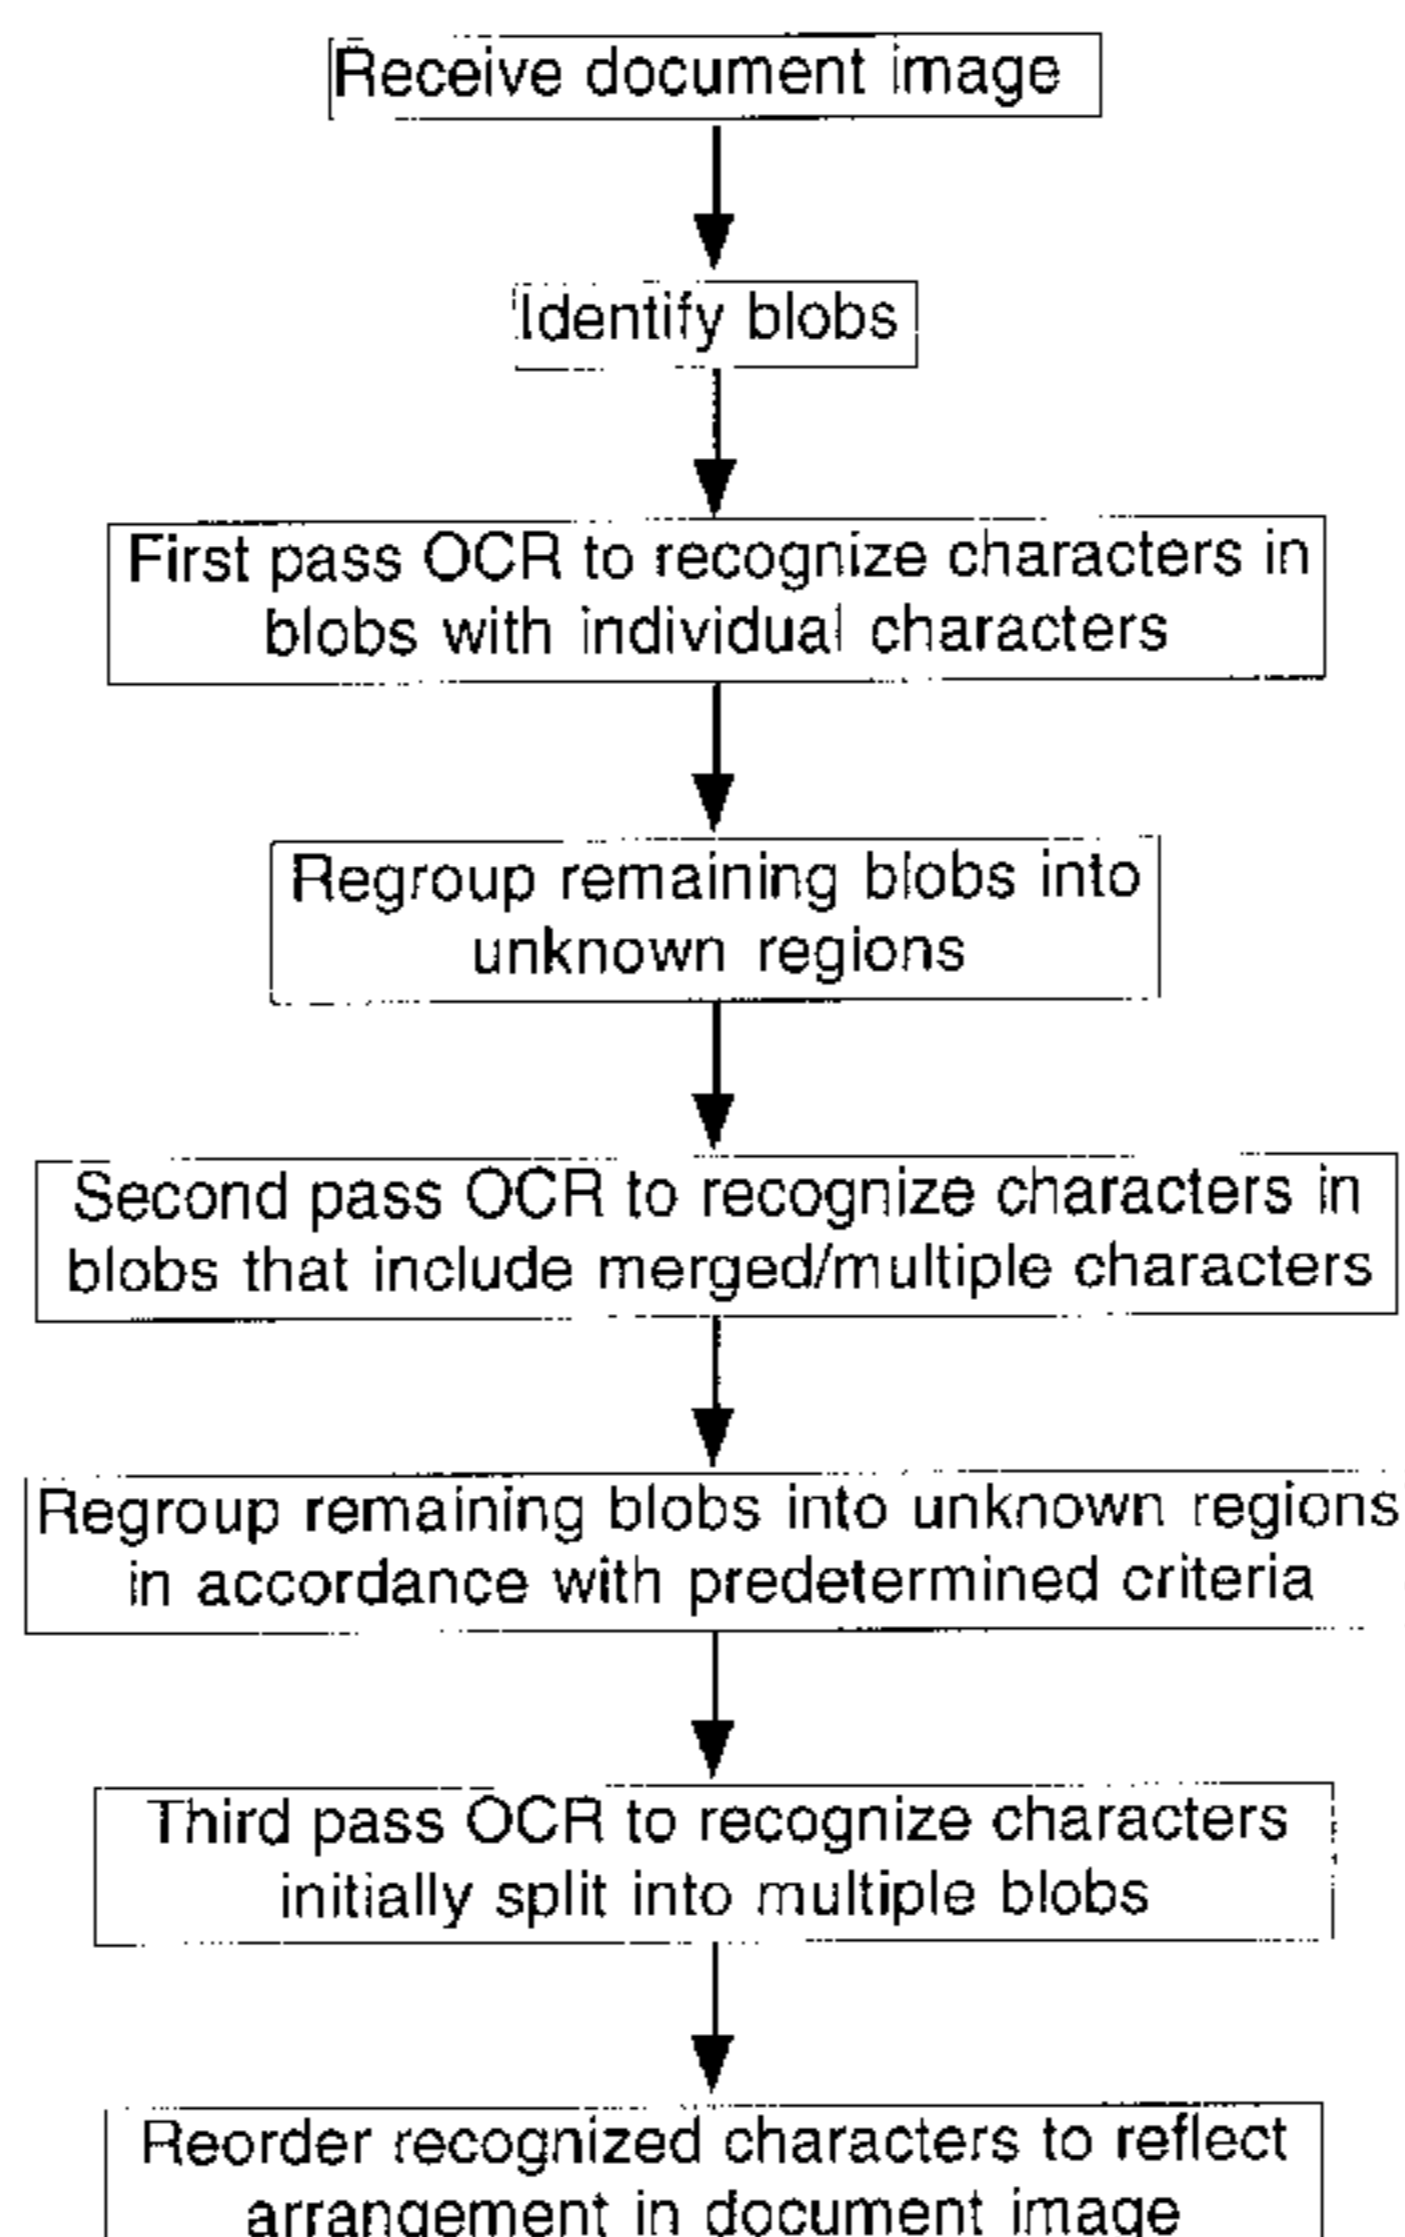 Receive document image
Identify blobs
First pass OCR to recognize characters in
blobs with individual characters
Regroup remaining blobs into
unknown regions
Second pass OCR to recognize characters in
blobs that include merged/multiple characters
Regroup remaining blobs into unknown regions
in accordance with predetermined criteria
Third pass OCR to recognize characters
initially split into multiple blobs
Reorder recognized characters to reflect
arrangement in document image